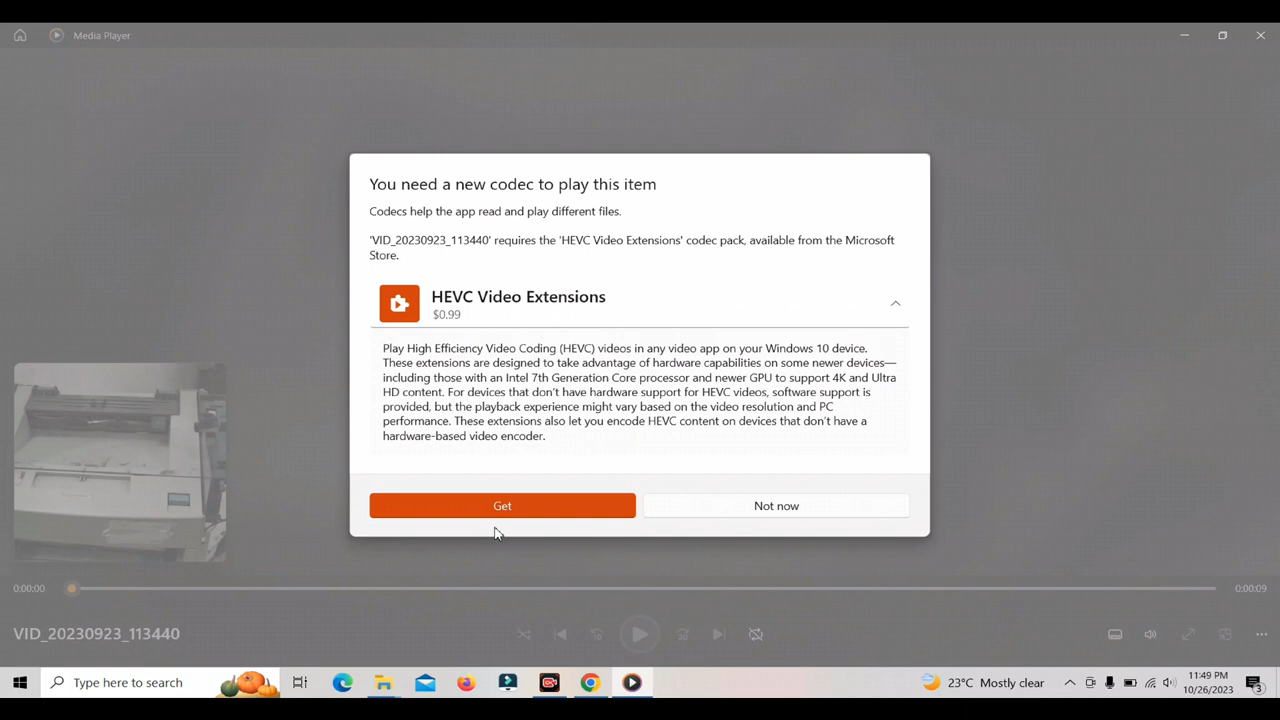 Media Player
You need a new codec to play this item
Codecs help the app read and play different files.
'VID_20230923_113440' requires the 'HEVC Video Extensions' codec pack, available from the Microsoft
Store.
HEVC Video Extensions
$0.99
Play High Efficiency Video Coding (HEVC) videos in any video app on your Windows 10 device.
These extensions are designed to take advantage of hardware capabilities on some newer devices—
including those with an Intel 7th Generation Core processor and newer GPU to support 4K and Ultra
HD content. For devices that don't have hardware support for HEVC videos, software support is
provided, but the playback experience might vary based on the video resolution and PC
performance. These extensions also let you encode HEVC content on devices that don't have a
hardware-based video encoder.
Get
Not now
0:00:00
0:00:09
VID_20230923_113440
Type here to search
23°C Mostly clear
11:49 PM
10/26/2023
3